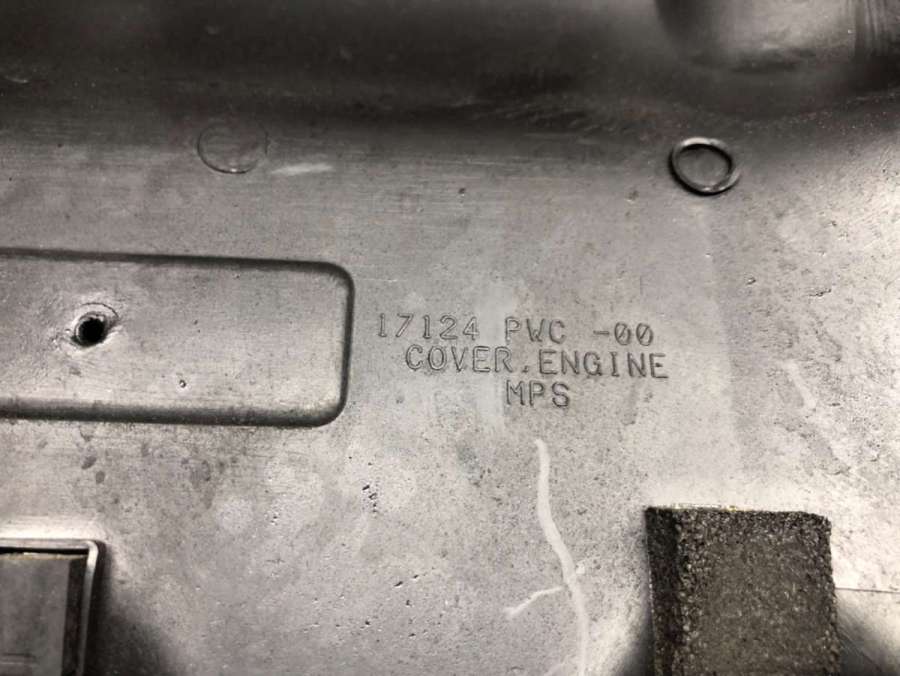 17124 PWC -00
COVER.ENGINE
MPS